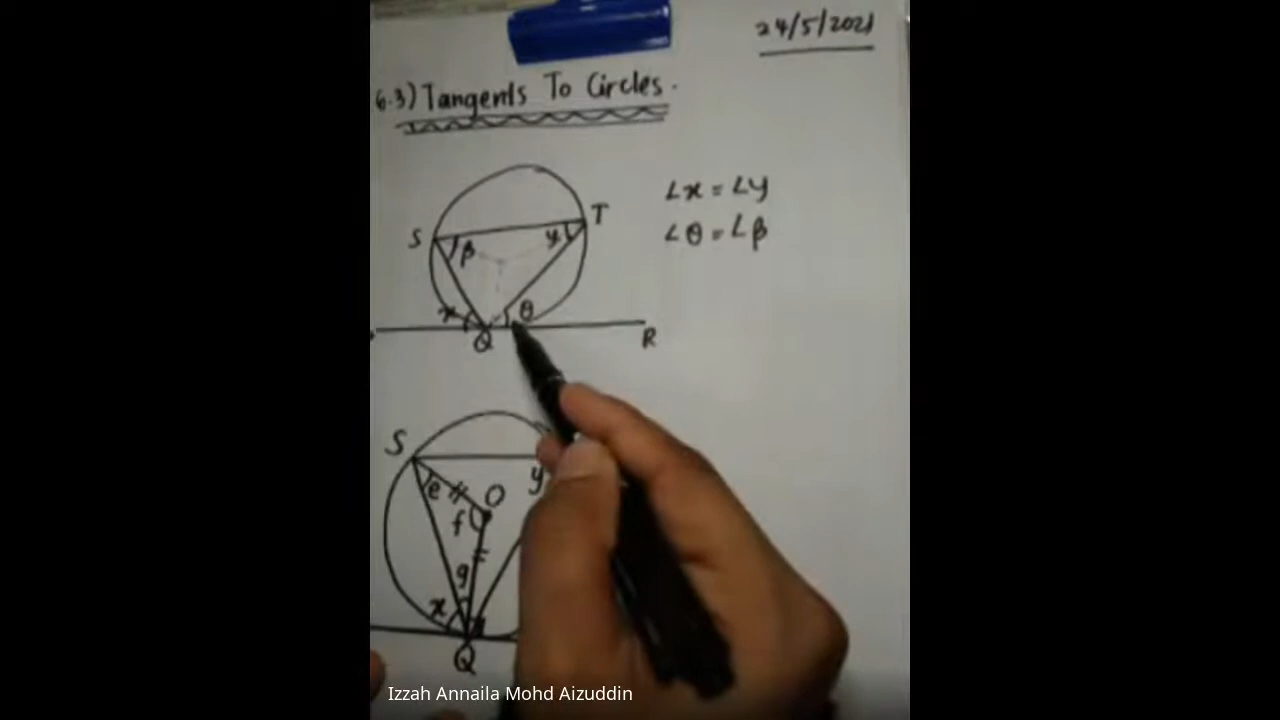 24/5/2021
6.3) Tangents To Circles.
∠x = ∠y
∠θ = ∠β
S
T
β
y
x
θ
Q
R
S
y
e
O
f
g
x
Q
Izzah Annaila Mohd Aizuddin